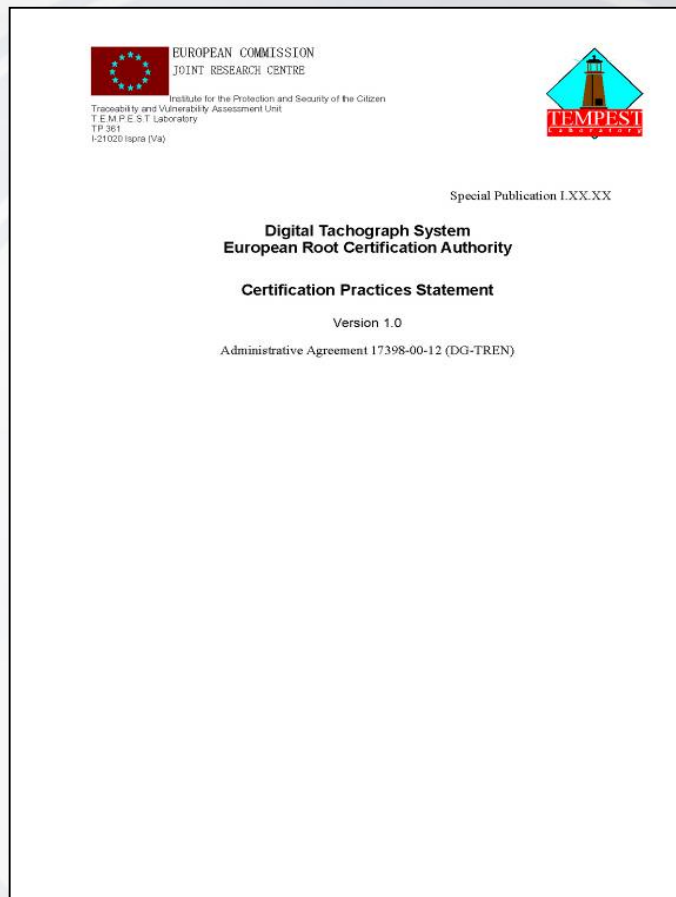 EUROPEAN COMMISSION
JOINT RESEARCH CENTRE
Institute for the Protection and Security of the Citizen
Traceability and Vulnerability Assessment Unit
T.E.M.P.E.S.T Laboratory
TP 361
I-21020 Ispra (Va)
TEMPEST
Laboratory
Special Publication I.XX.XX
Digital Tachograph System
European Root Certification Authority
Certification Practices Statement
Version 1.0
Administrative Agreement 17398-00-12 (DG-TREN)